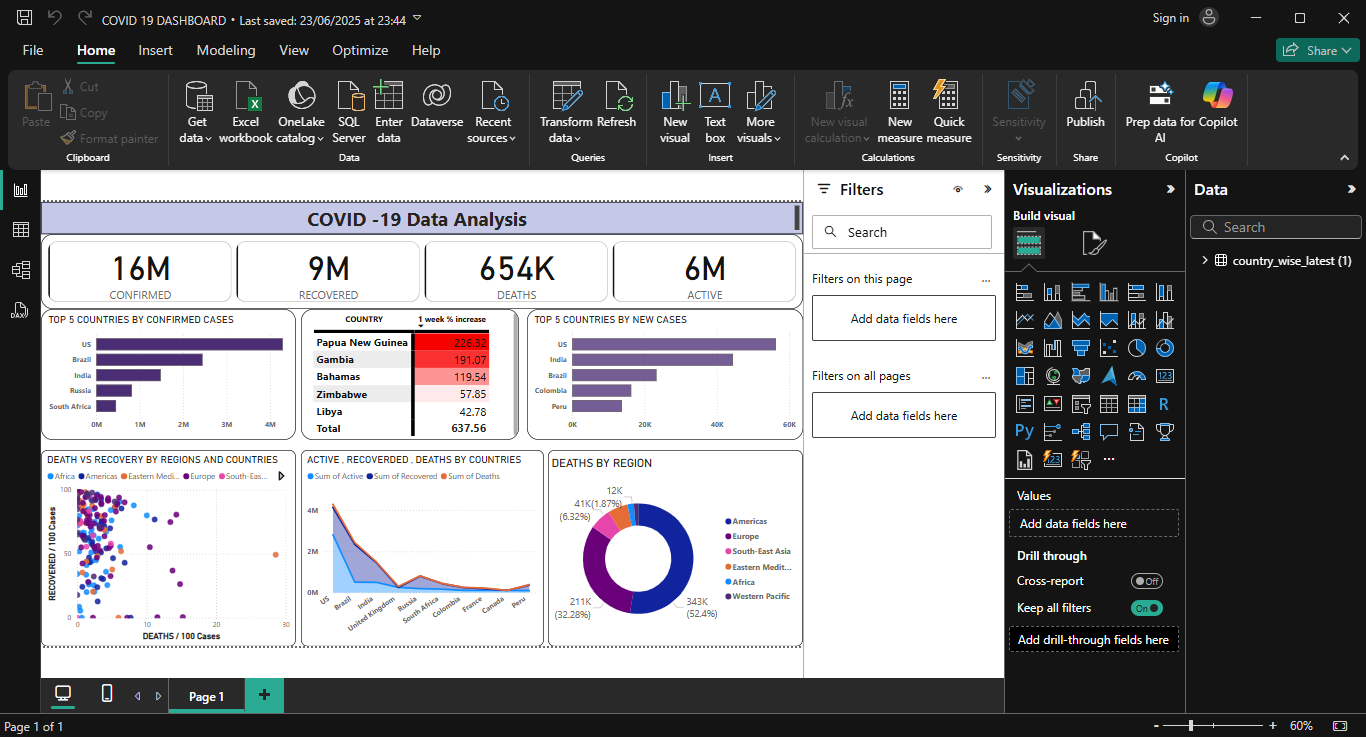 COVID 19 DASHBOARD • Last saved: 23/06/2025 at 23:44
Sign in
File Home Insert Modeling View Optimize Help
Share
Paste
Cut
Copy
Format painter
Clipboard
Get data
Excel workbook
OneLake catalog
SQL Server
Enter data
Dataverse
Recent sources
Data
Transform data
Refresh
Queries
New visual
Text box
More visuals
Insert
New visual calculation
New measure
Quick measure
Calculations
Sensitivity
Sensitivity
Publish
Share
Prep data for AI
Copilot
Copilot
COVID -19 Data Analysis
16M
CONFIRMED
9M
RECOVERED
654K
DEATHS
6M
ACTIVE
TOP 5 COUNTRIES BY CONFIRMED CASES
US
Brazil
India
Russia
South Africa
0M 1M 2M 3M 4M
COUNTRY 1 week % increase
Papua New Guinea 226.32
Gambia 191.07
Bahamas 119.54
Zimbabwe 57.85
Libya 42.78
Total 637.56
TOP 5 COUNTRIES BY NEW CASES
US
India
Brazil
Colombia
Peru
0K 20K 40K 60K
DEATH VS RECOVERY BY REGIONS AND COUNTRIES
Africa Americas Eastern Medi... Europe South-Eas...
RECOVERED / 100 Cases
100
50
0
0 10 20 30
DEATHS / 100 Cases
ACTIVE , RECOVERDED , DEATHS BY COUNTRIES
Sum of Active Sum of Recovered Sum of Deaths
4M
2M
0M
US Brazil India United Kingdom Russia South Africa Colombia France Canada Peru
DEATHS BY REGION
12K
(1.87%)
41K
(6.32%)
211K
(32.28%)
343K
(52.4%)
Americas
Europe
South-East Asia
Eastern Medit...
Africa
Western Pacific
Filters
Search
Filters on this page ...
Add data fields here
Filters on all pages ...
Add data fields here
Visualizations
Build visual
123
R
Py
...
Values
Add data fields here
Drill through
Cross-report Off
Keep all filters On
Add drill-through fields here
Data
Search
country_wise_latest (1)
DAX
Page 1
+
Page 1 of 1
- + 60%